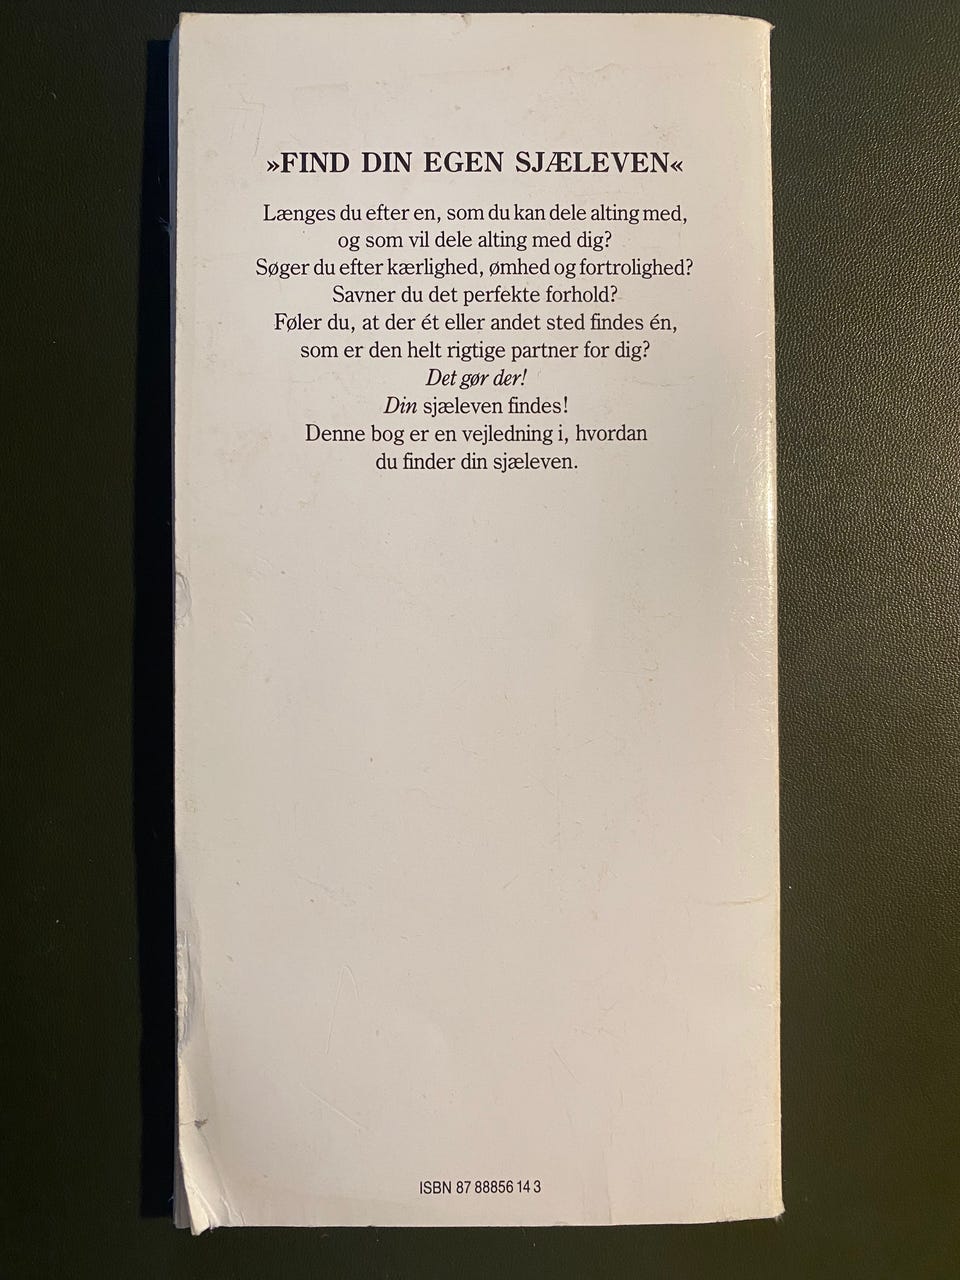 »FIND DIN EGEN SJÆLEVEN«
Længes du efter en, som du kan dele alting med,
og som vil dele alting med dig?
Søger du efter kærlighed, ømhed og fortrolighed?
Savner du det perfekte forhold?
Føler du, at der ét eller andet sted findes én,
som er den helt rigtige partner for dig?
Det gør der!
Din sjæleven findes!
Denne bog er en vejledning i, hvordan
du finder din sjæleven.
ISBN 87 88856 14 3